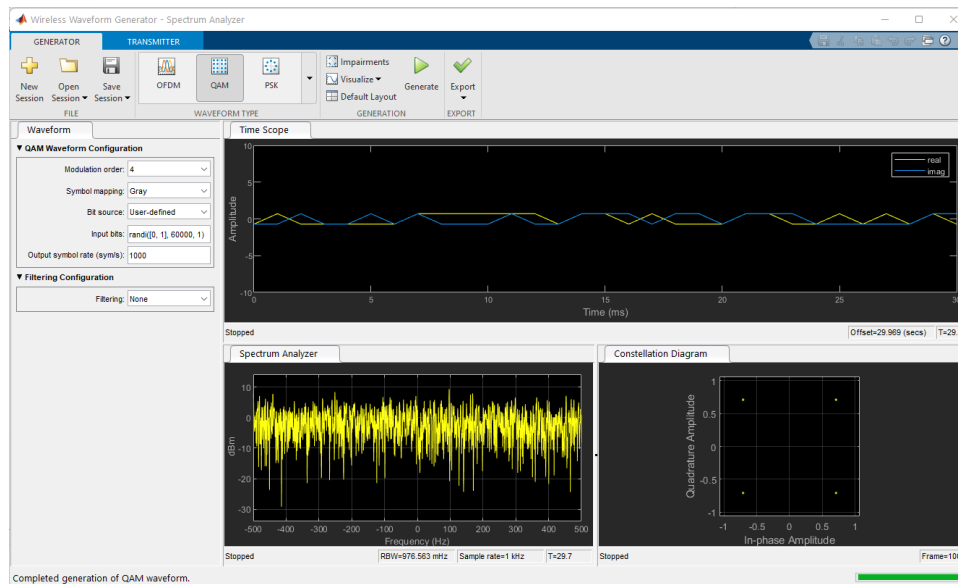 Wireless Waveform Generator - Spectrum Analyzer
GENERATOR TRANSMITTER
New Session
Open Session
Save Session
FILE
OFDM QAM PSK
WAVEFORM TYPE
Impairments
Visualize
Default Layout
Generate
GENERATION
Export
EXPORT
Waveform
QAM Waveform Configuration
Modulation order: 4
Symbol mapping: Gray
Bit source: User-defined
Input bits: randi([0, 1], 60000, 1)
Output symbol rate (sym/s): 1000
Filtering Configuration
Filtering: None
Time Scope
real
imag
10
5
0
-5
-10
Amplitude
0 5 10 15 20 25 30
Time (ms)
Stopped Offset=29.969 (secs) T=29.
Spectrum Analyzer
10
0
-10
-20
-30
dBm
-500 -400 -300 -200 -100 0 100 200 300 400 500
Frequency (Hz)
Stopped RBW=976.563 mHz Sample rate=1 kHz T=29.7
Constellation Diagram
1
0.5
0
-0.5
-1
Quadrature Amplitude
-1 -0.5 0 0.5 1
In-phase Amplitude
Stopped Frame=100
Completed generation of QAM waveform.